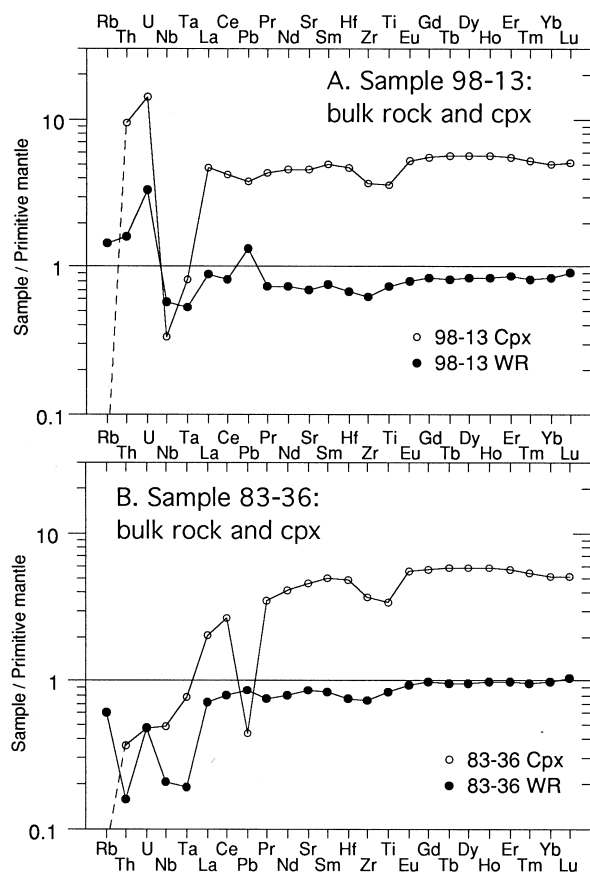 Rb U Ta Ce Pr Sr Hf Ti Gd Dy Er Yb
Th Nb La Pb Nd Sm Zr Eu Tb Ho Tm Lu
A. Sample 98-13:
bulk rock and cpx
10
1
0.1
Sample / Primitive mantle
98-13 Cpx
98-13 WR
Rb U Ta Ce Pr Sr Hf Ti Gd Dy Er Yb
Th Nb La Pb Nd Sm Zr Eu Tb Ho Tm Lu
B. Sample 83-36:
bulk rock and cpx
10
1
0.1
Sample / Primitive mantle
83-36 Cpx
83-36 WR
Rb U Ta Ce Pr Sr Hf Ti Gd Dy Er Yb
Th Nb La Pb Nd Sm Zr Eu Tb Ho Tm Lu